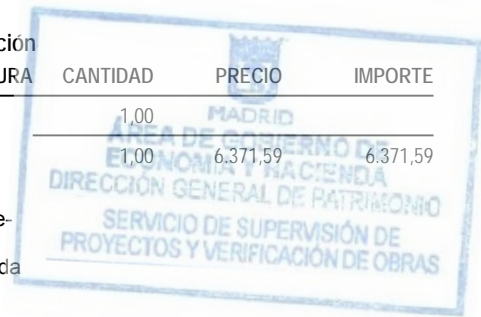 ción
URA CANTIDAD PRECIO IMPORTE
1,00
1,00 6.371,59 6.371,59
e-
da
MADRID
ÁREA DE GOBIERNO DE
ECONOMÍA Y HACIENDA
DIRECCIÓN GENERAL DE PATRIMONIO
SERVICIO DE SUPERVISIÓN DE
PROYECTOS Y VERIFICACIÓN DE OBRAS